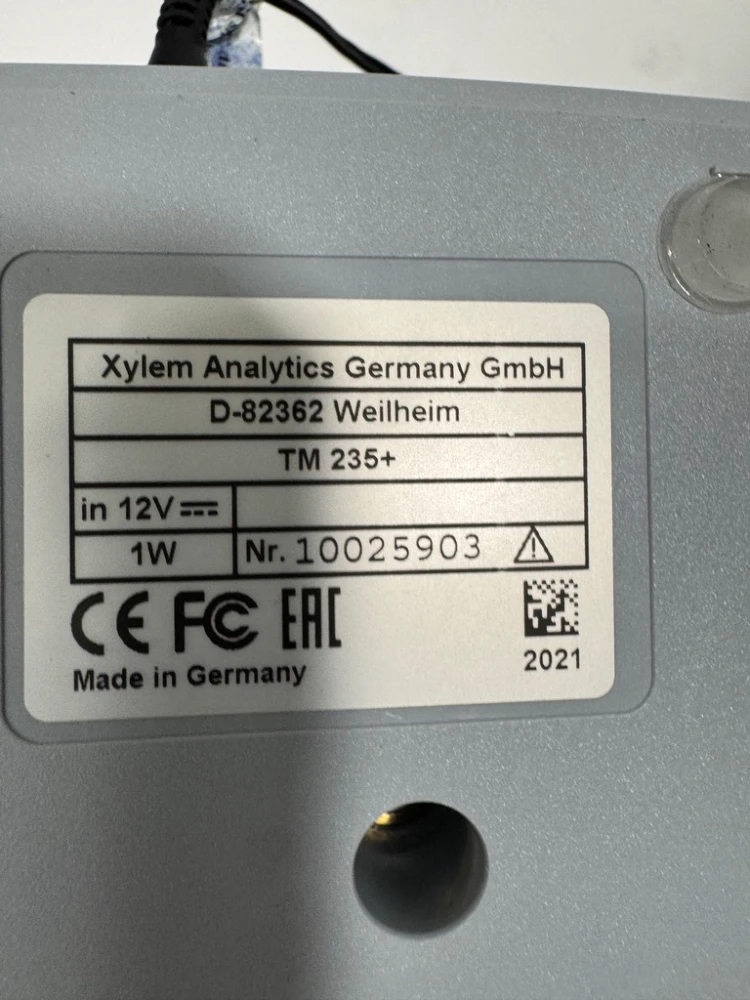 Xylem Analytics Germany GmbH
D-82362 Weilheim
TM 235+
in 12V
1W Nr. 10025903
CE FC EAC
Made in Germany
2021